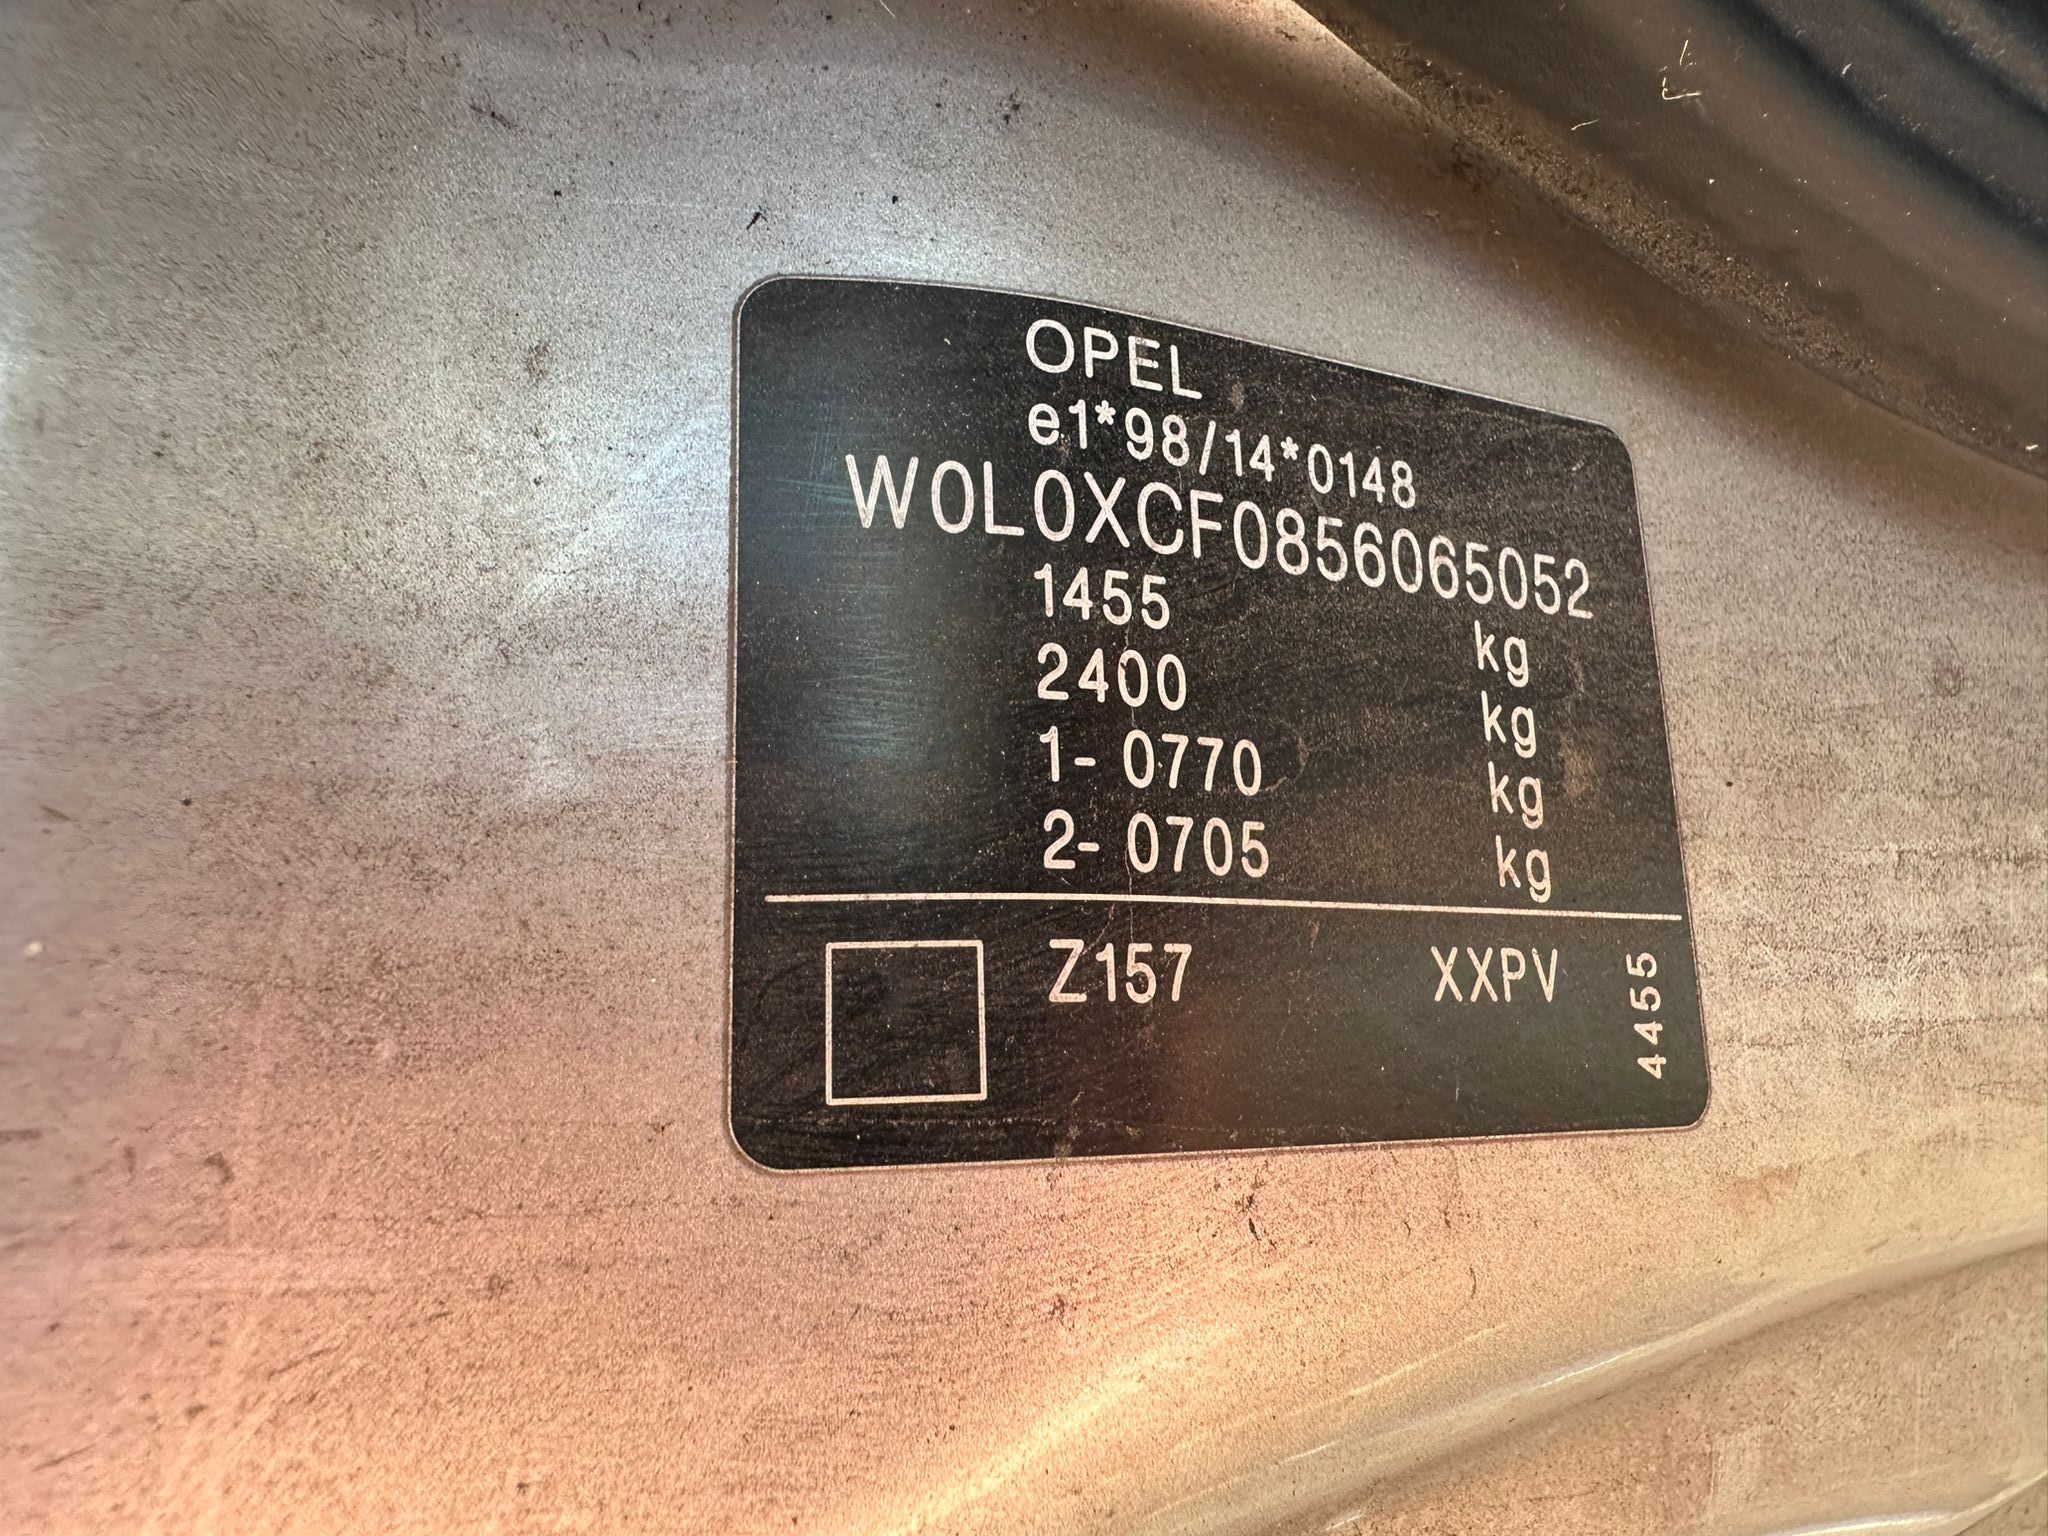 OPEL
e1*98/14*0148
W0L0XCF0856065052
1455 kg
2400 kg
1- 0770 kg
2- 0705 kg
Z157 XXPV
4455